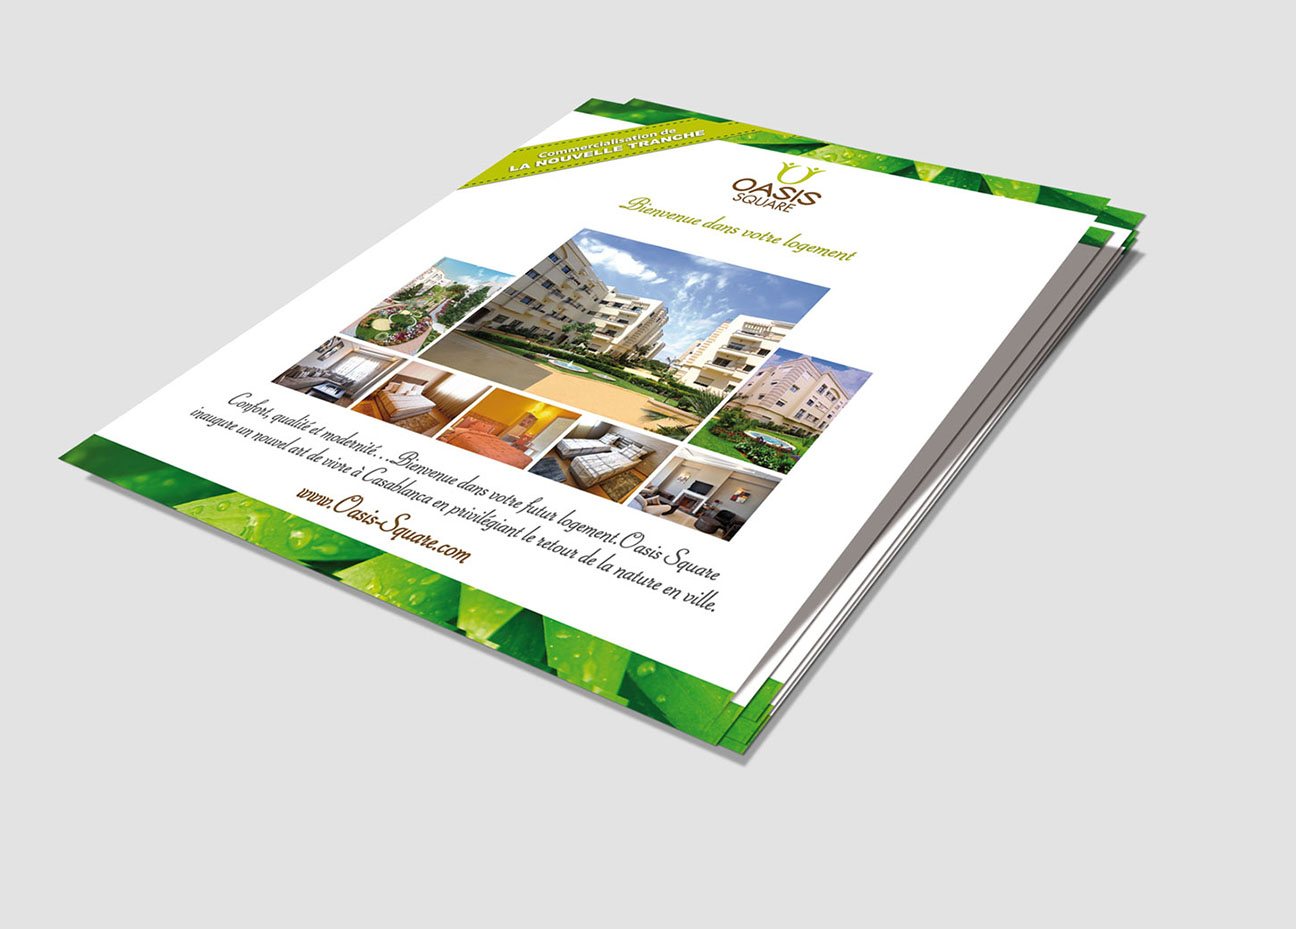 Commercialisation de
LA NOUVELLE TRANCHE
OASIS
SQUARE
Bienvenue dans votre logement
Confort, qualité et modernité...Bienvenue dans votre futur logement.Oasis Square
inaugure un nouvel art de vivre à Casablanca en privilégiant le retour de la nature en ville.
www.Oasis-Square.com